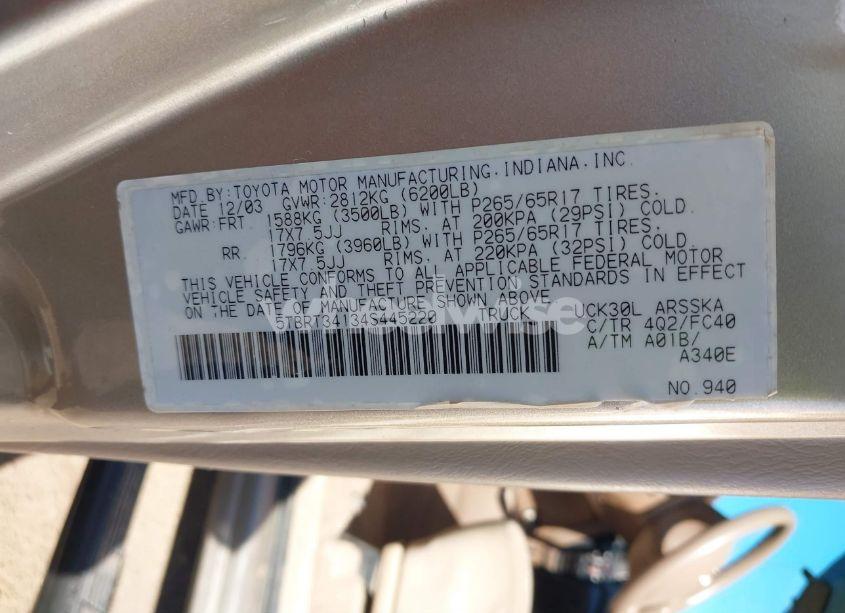 MFD.BY:TOYOTA MOTOR MANUFACTURING.INDIANA.INC.
DATE 12/03 GVWR:2812KG (6200LB)
GAWR:FRT. 1588KG (3500LB) WITH P265/65R17 TIRES.
17X7.5JJ RIMS. AT 200KPA (29PSI) COLD.
RR. 1796KG (3960LB) WITH P265/65R17 TIRES.
17X7.5JJ RIMS. AT 220KPA (32PSI) COLD.
THIS VEHICLE CONFORMS TO ALL APPLICABLE FEDERAL MOTOR
VEHICLE SAFETY AND THEFT PREVENTION STANDARDS IN EFFECT
ON THE DATE OF MANUFACTURE SHOWN ABOVE.
5TBRT34134S445220 TRUCK UCK30L ARSSKA
C/TR 4Q2/FC40
A/TM A01B/
A340E
NO.940
wheelwise